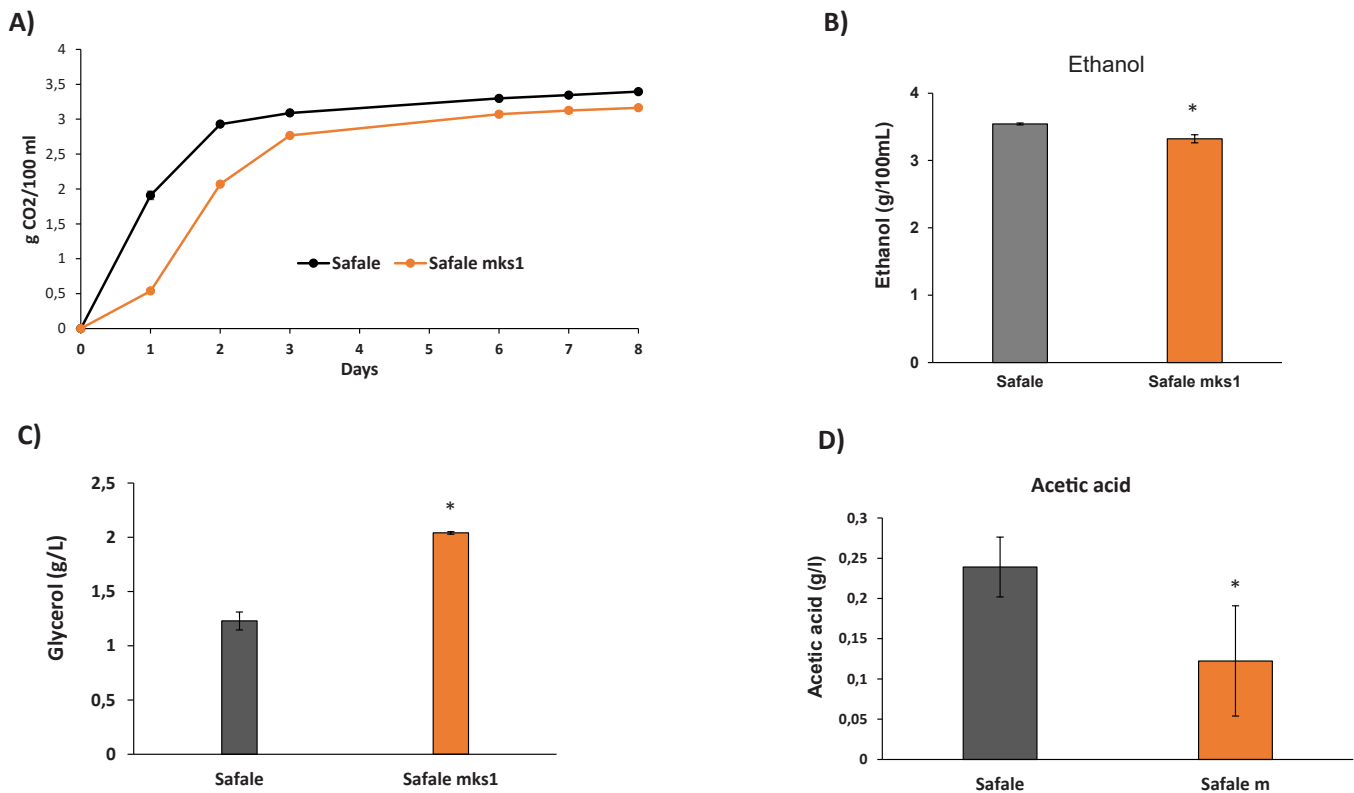 A)
4
3,5
3
2,5
2
1,5
1
0,5
0
g CO2/100 ml
Safale
Safale mks1
0 1 2 3 4 5 6 7 8
Days
B)
Ethanol
4
3
2
1
0
Ethanol (g/100mL)
*
Safale Safale mks1
C)
2,5
2
1,5
1
0,5
0
Glycerol (g/L)
*
Safale Safale mks1
D)
Acetic acid
0,3
0,25
0,2
0,15
0,1
0,05
0
Acetic acid (g/l)
*
Safale Safale m